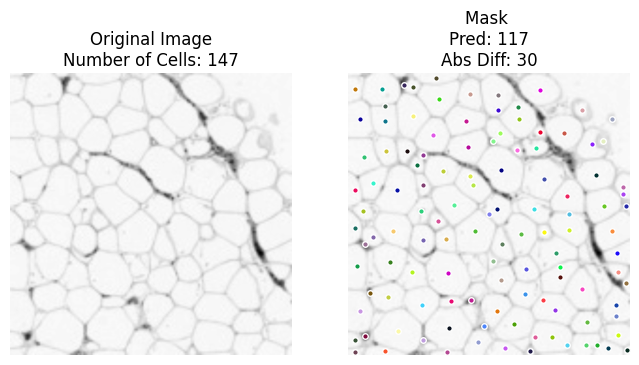 Original Image
Number of Cells: 147
Mask
Pred: 117
Abs Diff: 30